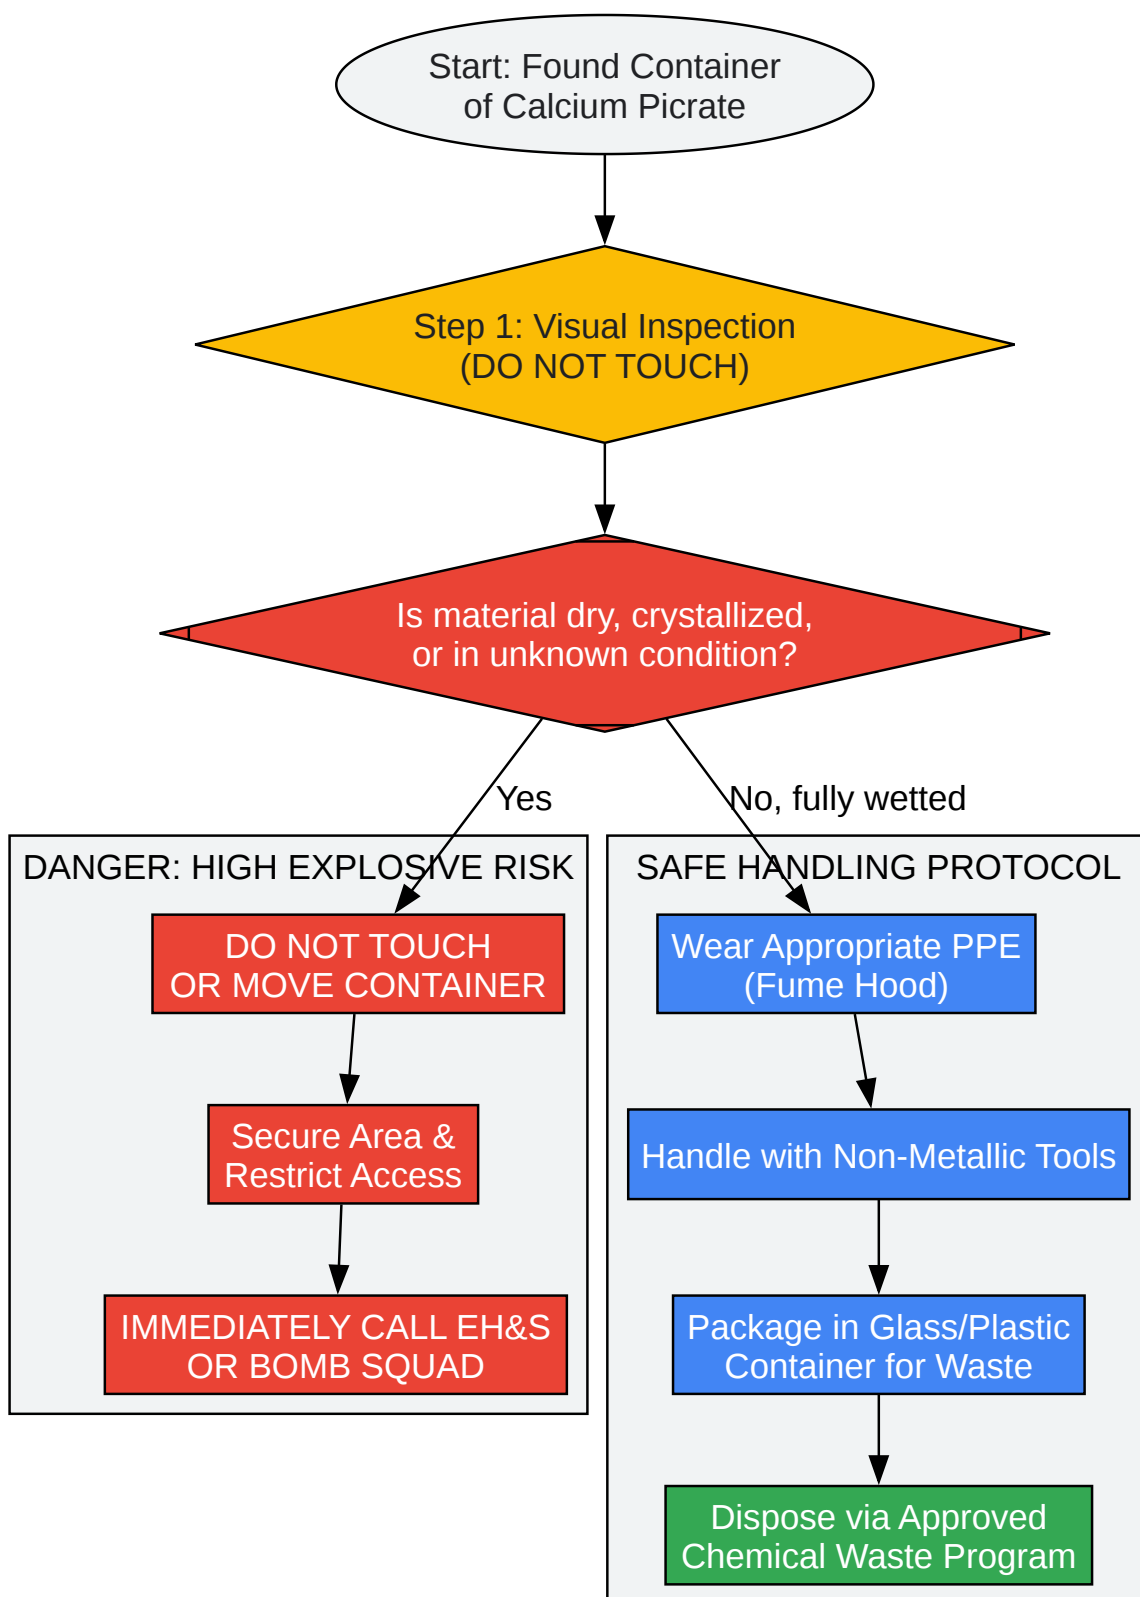 Start: Found Container
of Calcium Picrate
Step 1: Visual Inspection
(DO NOT TOUCH)
Is material dry, crystallized,
or in unknown condition?
Yes
No, fully wetted
DANGER: HIGH EXPLOSIVE RISK
DO NOT TOUCH
OR MOVE CONTAINER
Secure Area &
Restrict Access
IMMEDIATELY CALL EH&S
OR BOMB SQUAD
SAFE HANDLING PROTOCOL
Wear Appropriate PPE
(Fume Hood)
Handle with Non-Metallic Tools
Package in Glass/Plastic
Container for Waste
Dispose via Approved
Chemical Waste Program